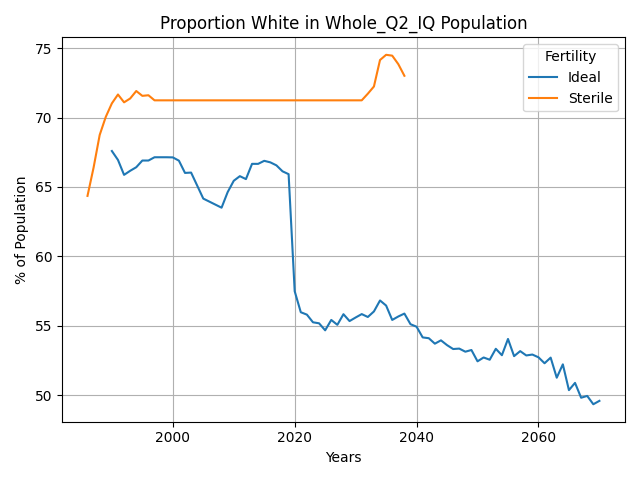 Proportion White in Whole_Q2_IQ Population
% of Population
75
70
65
60
55
50
Fertility
Ideal
Sterile
2000
2020
2040
2060
Years